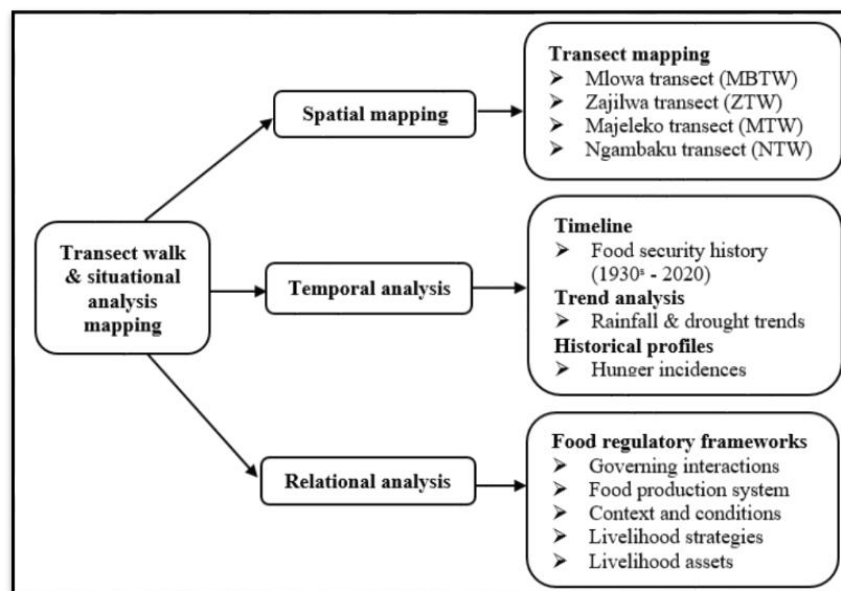 Transect mapping
➢ Mlowa transect (MBTW)
➢ Zajilwa transect (ZTW)
➢ Majeleko transect (MTW)
➢ Ngambaku transect (NTW)
Spatial mapping
Transect walk
& situational
analysis
mapping
Temporal analysis
Timeline
➢ Food security history
(1930ˢ - 2020)
Trend analysis
➢ Rainfall & drought trends
Historical profiles
➢ Hunger incidences
Relational analysis
Food regulatory frameworks
➢ Governing interactions
➢ Food production system
➢ Context and conditions
➢ Livelihood strategies
➢ Livelihood assets